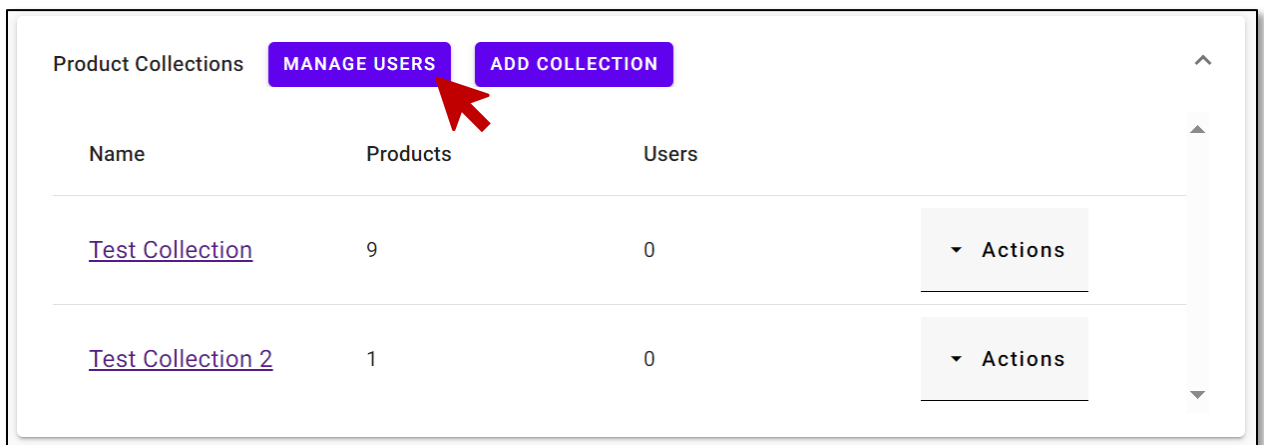 Product Collections MANAGE USERS ADD COLLECTION
Name Products Users
Test Collection 9 0 Actions
Test Collection 2 1 0 Actions